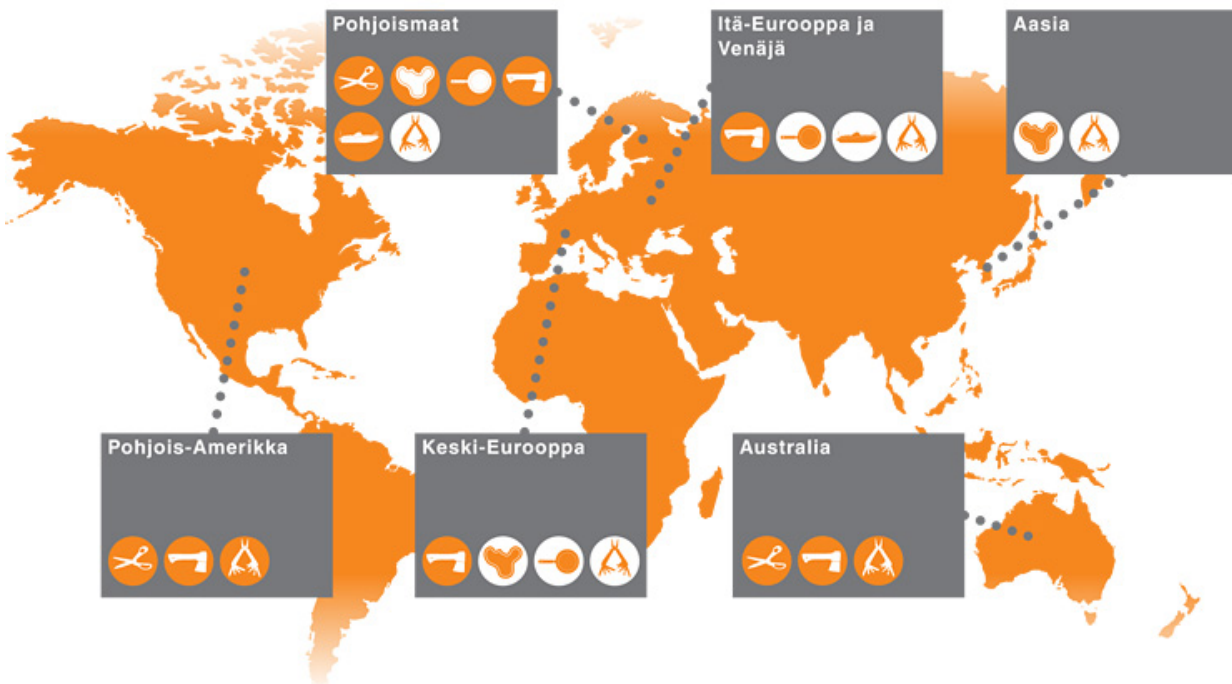 Pohjoismaat
Itä-Eurooppa ja
Venäjä
Aasia
Pohjois-Amerikka
Keski-Eurooppa
Australia